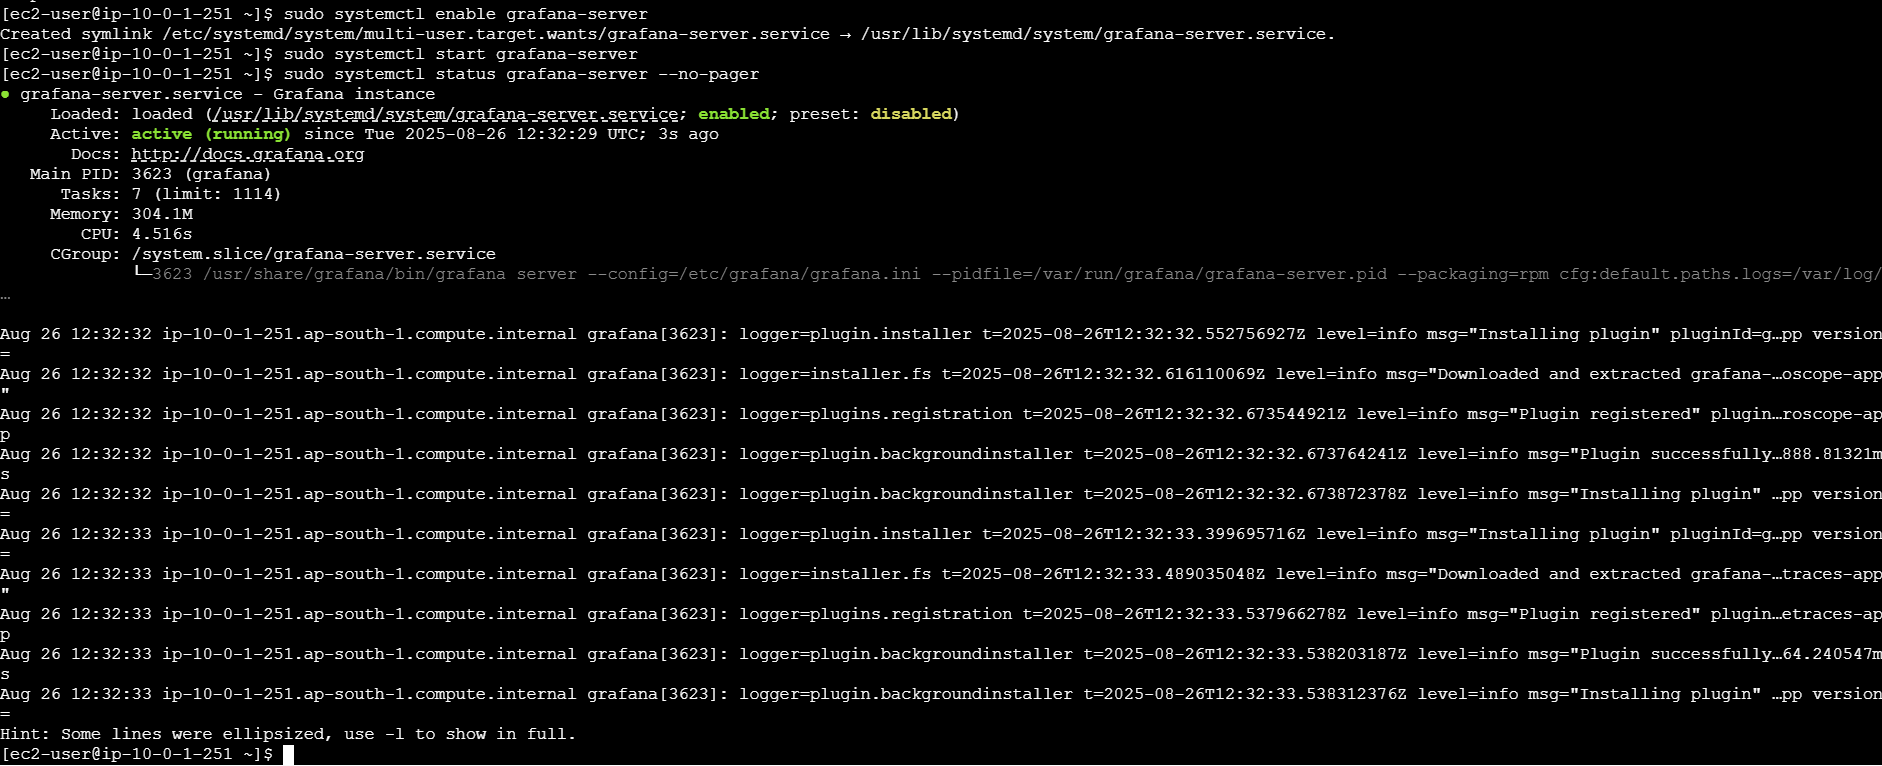 [ec2-user@ip-10-0-1-251 ~]$ sudo systemctl enable grafana-server
Created symlink /etc/systemd/system/multi-user.target.wants/grafana-server.service → /usr/lib/systemd/system/grafana-server.service.
[ec2-user@ip-10-0-1-251 ~]$ sudo systemctl start grafana-server
[ec2-user@ip-10-0-1-251 ~]$ sudo systemctl status grafana-server --no-pager
● grafana-server.service - Grafana instance
     Loaded: loaded (/usr/lib/systemd/system/grafana-server.service; enabled; preset: disabled)
     Active: active (running) since Tue 2025-08-26 12:32:29 UTC; 3s ago
       Docs: http://docs.grafana.org
   Main PID: 3623 (grafana)
      Tasks: 7 (limit: 1114)
     Memory: 304.1M
        CPU: 4.516s
     CGroup: /system.slice/grafana-server.service
             └─3623 /usr/share/grafana/bin/grafana server --config=/etc/grafana/grafana.ini --pidfile=/var/run/grafana/grafana-server.pid --packaging=rpm cfg:default.paths.logs=/var/log/
…
Aug 26 12:32:32 ip-10-0-1-251.ap-south-1.compute.internal grafana[3623]: logger=plugin.installer t=2025-08-26T12:32:32.552756927Z level=info msg="Installing plugin" pluginId=g…pp version
=
Aug 26 12:32:32 ip-10-0-1-251.ap-south-1.compute.internal grafana[3623]: logger=installer.fs t=2025-08-26T12:32:32.616110069Z level=info msg="Downloaded and extracted grafana-…oscope-app
"
Aug 26 12:32:32 ip-10-0-1-251.ap-south-1.compute.internal grafana[3623]: logger=plugins.registration t=2025-08-26T12:32:32.673544921Z level=info msg="Plugin registered" plugin…roscope-ap
p
Aug 26 12:32:32 ip-10-0-1-251.ap-south-1.compute.internal grafana[3623]: logger=plugin.backgroundinstaller t=2025-08-26T12:32:32.673764241Z level=info msg="Plugin successfully…888.81321m
s
Aug 26 12:32:32 ip-10-0-1-251.ap-south-1.compute.internal grafana[3623]: logger=plugin.backgroundinstaller t=2025-08-26T12:32:32.673872378Z level=info msg="Installing plugin" …pp version
=
Aug 26 12:32:33 ip-10-0-1-251.ap-south-1.compute.internal grafana[3623]: logger=plugin.installer t=2025-08-26T12:32:33.399695716Z level=info msg="Installing plugin" pluginId=g…pp version
=
Aug 26 12:32:33 ip-10-0-1-251.ap-south-1.compute.internal grafana[3623]: logger=installer.fs t=2025-08-26T12:32:33.489035048Z level=info msg="Downloaded and extracted grafana-…traces-app
"
Aug 26 12:32:33 ip-10-0-1-251.ap-south-1.compute.internal grafana[3623]: logger=plugins.registration t=2025-08-26T12:32:33.537966278Z level=info msg="Plugin registered" plugin…etraces-ap
p
Aug 26 12:32:33 ip-10-0-1-251.ap-south-1.compute.internal grafana[3623]: logger=plugin.backgroundinstaller t=2025-08-26T12:32:33.538203187Z level=info msg="Plugin successfully…64.240547m
s
Aug 26 12:32:33 ip-10-0-1-251.ap-south-1.compute.internal grafana[3623]: logger=plugin.backgroundinstaller t=2025-08-26T12:32:33.538312376Z level=info msg="Installing plugin" …pp version
=
Hint: Some lines were ellipsized, use -l to show in full.
[ec2-user@ip-10-0-1-251 ~]$